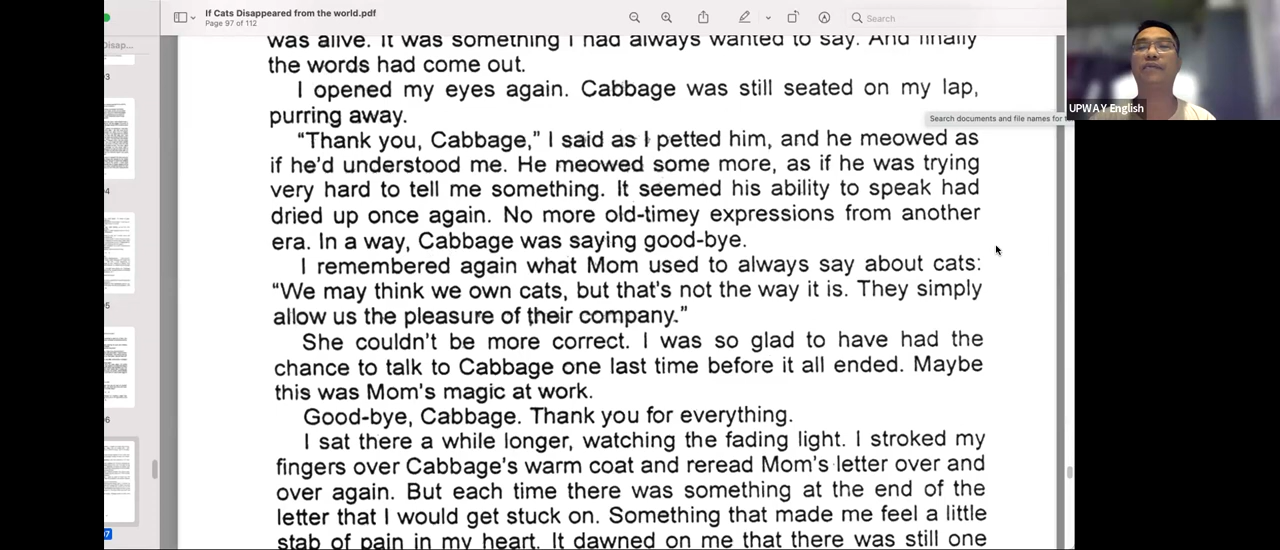 If Cats Disappeared from the world.pdf
Page 97 of 112
Search
UPWAY English
Search documents and file names for
was alive. It was something I had always wanted to say. And finally
the words had come out.
I opened my eyes again. Cabbage was still seated on my lap,
purring away.
“Thank you, Cabbage,” I said as I petted him, and he meowed as
if he’d understood me. He meowed some more, as if he was trying
very hard to tell me something. It seemed his ability to speak had
dried up once again. No more old-timey expressions from another
era. In a way, Cabbage was saying good-bye.
I remembered again what Mom used to always say about cats:
“We may think we own cats, but that’s not the way it is. They simply
allow us the pleasure of their company.”
She couldn’t be more correct. I was so glad to have had the
chance to talk to Cabbage one last time before it all ended. Maybe
this was Mom’s magic at work.
Good-bye, Cabbage. Thank you for everything.
I sat there a while longer, watching the fading light. I stroked my
fingers over Cabbage’s warm coat and reread Mom’s letter over and
over again. But each time there was something at the end of the
letter that I would get stuck on. Something that made me feel a little
stab of pain in my heart. It dawned on me that there was still one